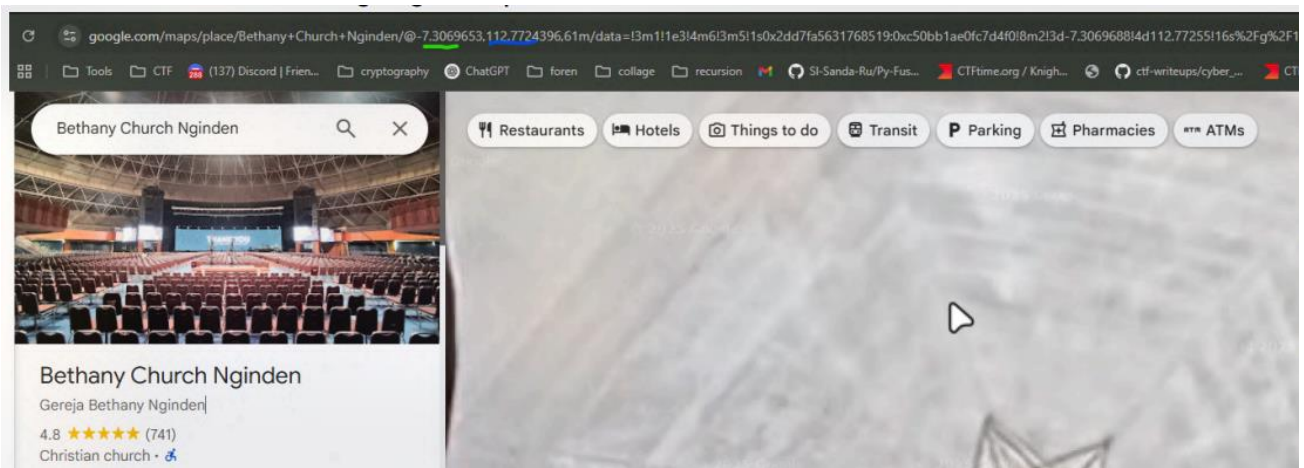 google.com/maps/place/Bethany+Church+Nginden/@-7.3069653,112.7724396,61m/data=!3m1!1e3!4m6!3m5!1s0x2dd7fa5631768519:0xc50bb1ae0fc7d4f0!8m2!3d-7.3069688!4d112.77255!16s%2Fg%2F1
Tools CTF (137) Discord | Frien... cryptography ChatGPT foren collage recursion SI-Sanda-Ru/Py-Fus... CTFtime.org / Knigh... ctf-writeups/cyber_...
Bethany Church Nginden
Restaurants Hotels Things to do Transit P Parking Pharmacies ATMs
Bethany Church Nginden
Gereja Bethany Nginden
4.8 ★★★★★ (741)
Christian church ·